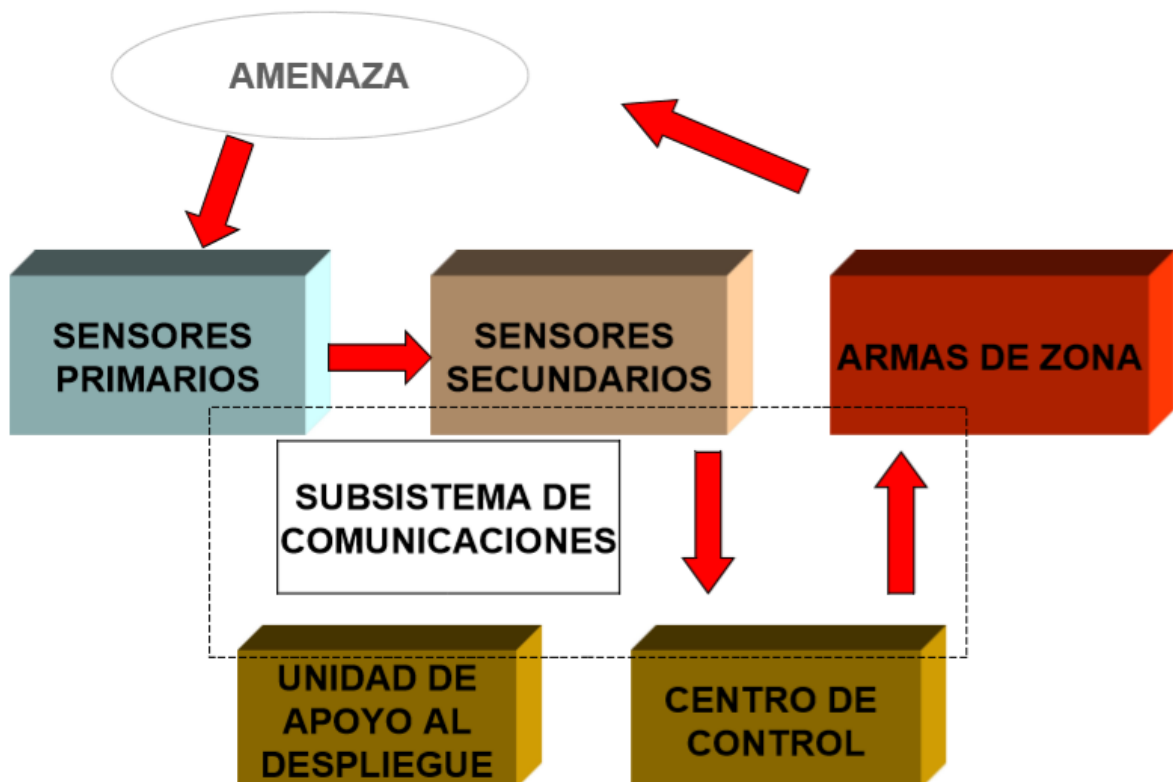 AMENAZA
SENSORES
PRIMARIOS
SENSORES
SECUNDARIOS
ARMAS DE ZONA
SUBSISTEMA DE
COMUNICACIONES
UNIDAD DE
APOYO AL
DESPLIEGUE
CENTRO DE
CONTROL